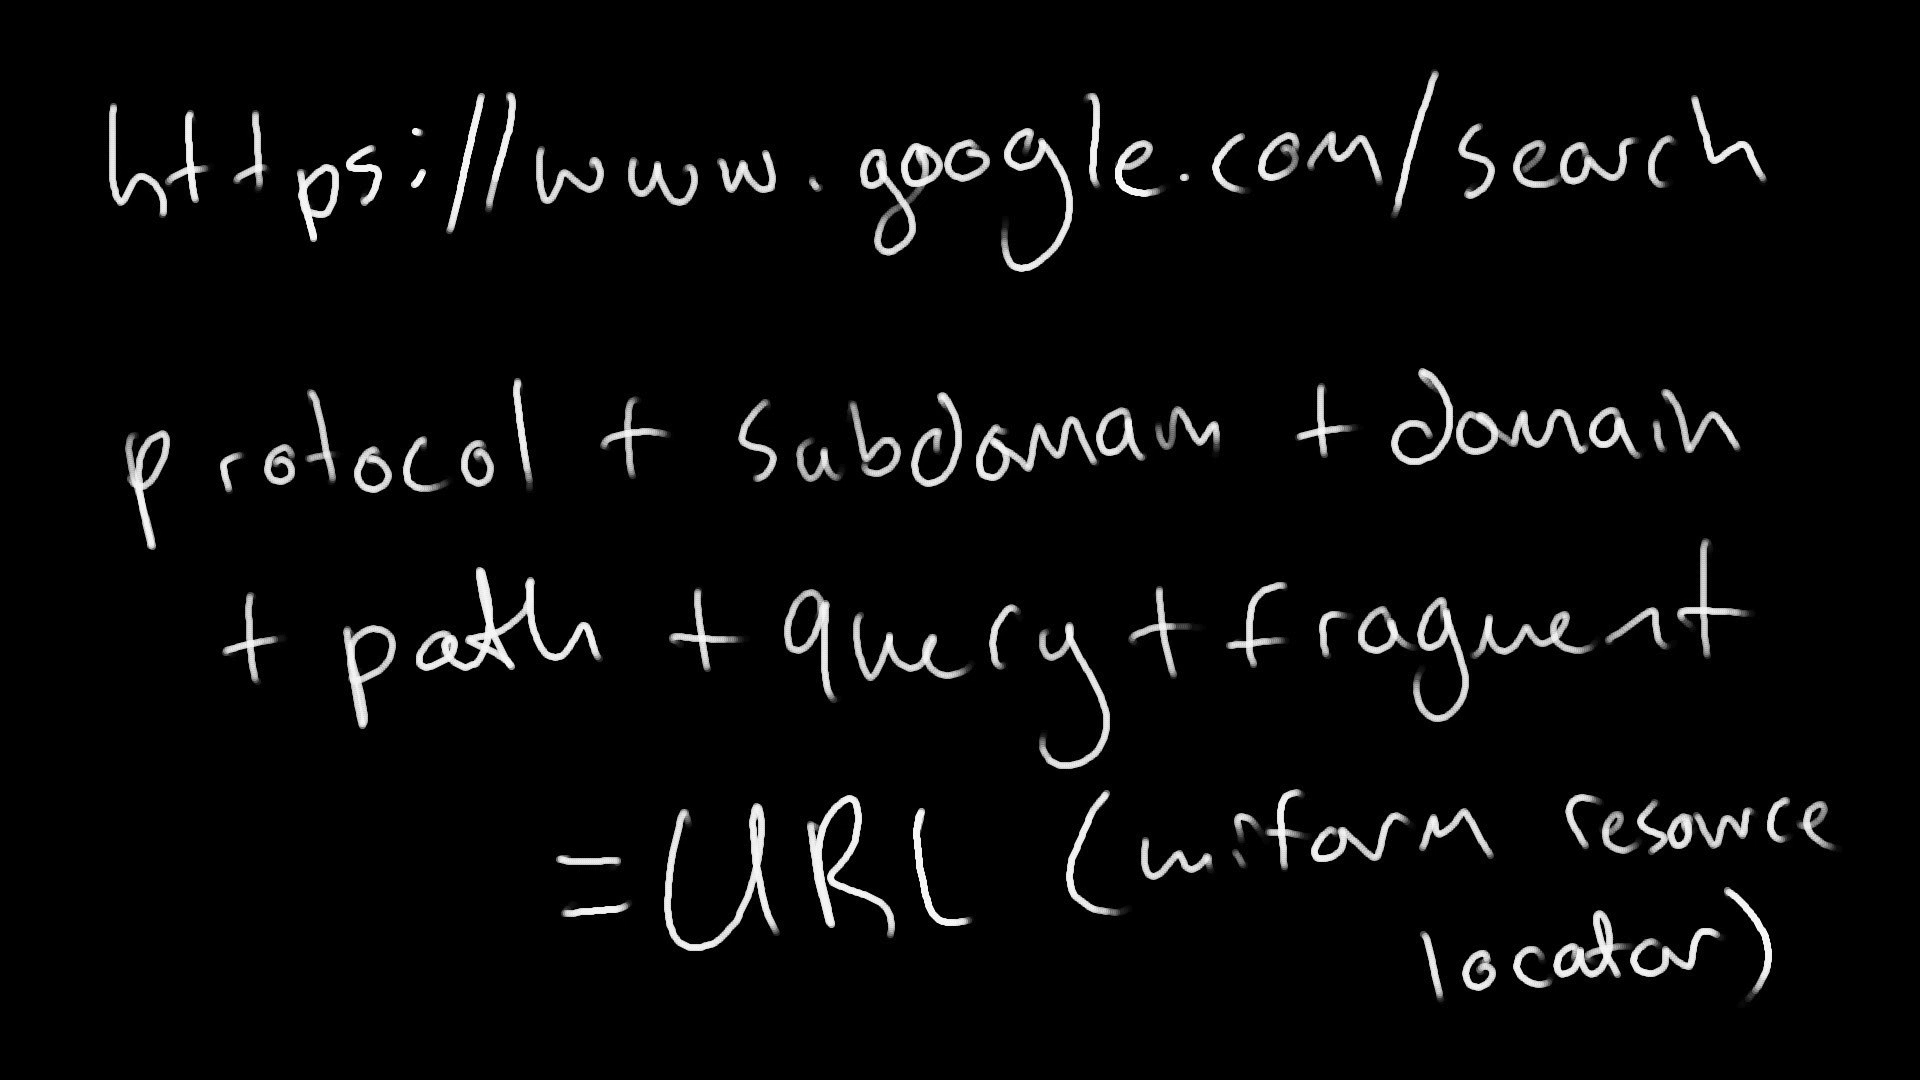 https://www.google.com/search
protocol + subdomain + domain
+ path + query + fragment
= URL (uniform resource
locator)